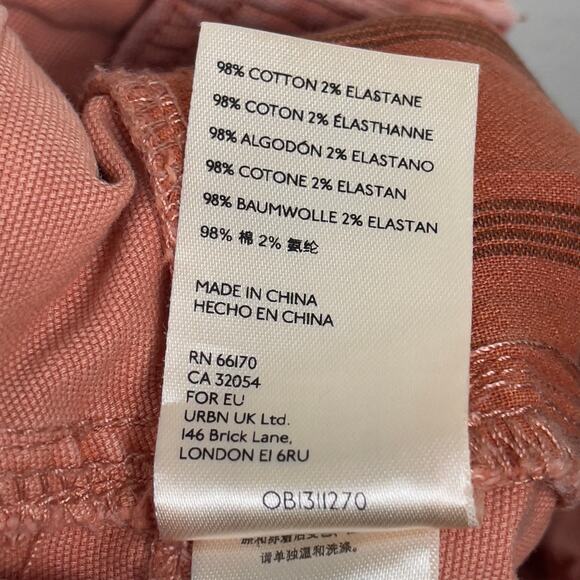 98% COTTON 2% ELASTANE
98% COTON 2% ÉLASTHANNE
98% ALGODÓN 2% ELASTANO
98% COTONE 2% ELASTAN
98% BAUMWOLLE 2% ELASTAN
98% 棉 2% 氨纶
MADE IN CHINA
HECHO EN CHINA
RN 66170
CA 32054
FOR EU
URBN UK Ltd.
146 Brick Lane,
LONDON E1 6RU
OB1311270
请单独温和洗涤.